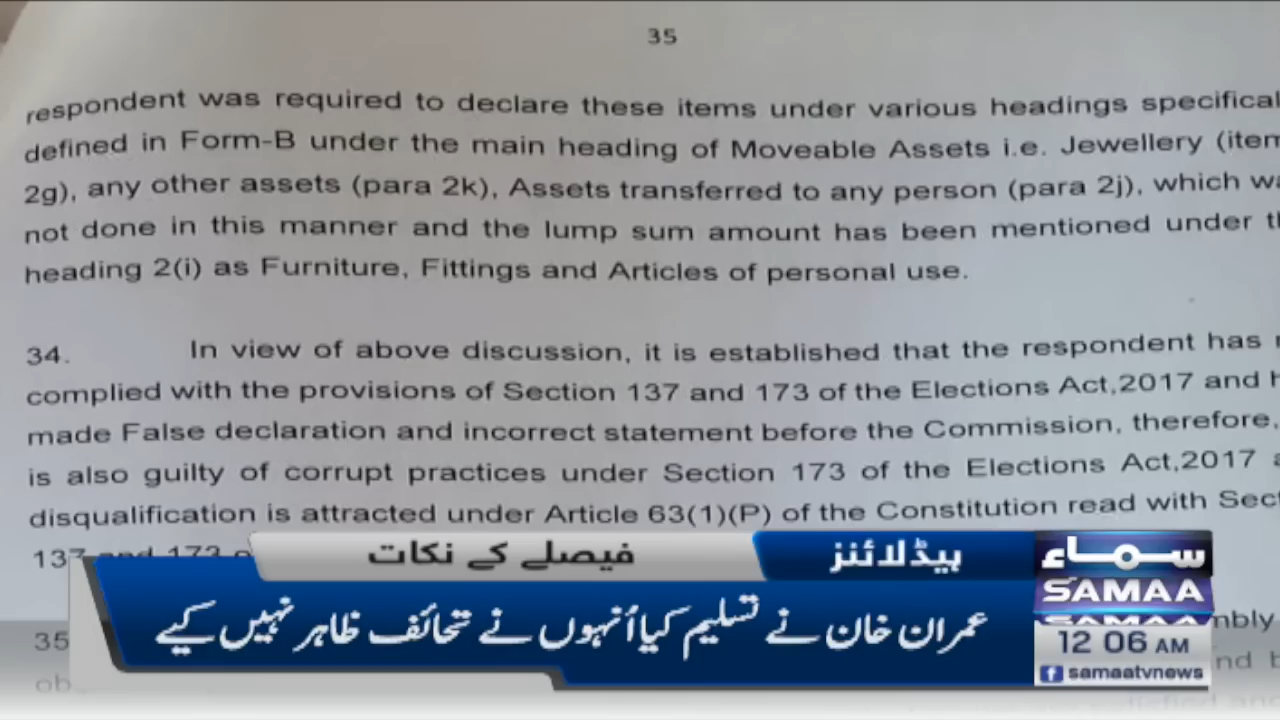 35
respondent was required to declare these items under various headings
defined in Form-B under the main heading of Moveable Assets i.e. Jewellery
2g), any other assets (para 2k), Assets transferred to any person (para 2j), which
not done in this manner and the lump sum amount has been mentioned under
heading 2(i) as Furniture, Fittings and Articles of personal use.
34. In view of above discussion, it is established that the respondent has
complied with the provisions of Section 137 and 173 of the Elections Act,2017 and
made False declaration and incorrect statement before the Commission, therefore,
is also guilty of corrupt practices under Section 173 of the Elections Act,2017
disqualification is attracted under Article 63(1)(P) of the Constitution read with
35
ہیڈلائنز
فیصلے کے نکات
عمران خان نے تسلیم کیا اُنہوں نے تحائف ظاہر نہیں کیے
سماء
SAMAA
12 06 AM
samaatvnews